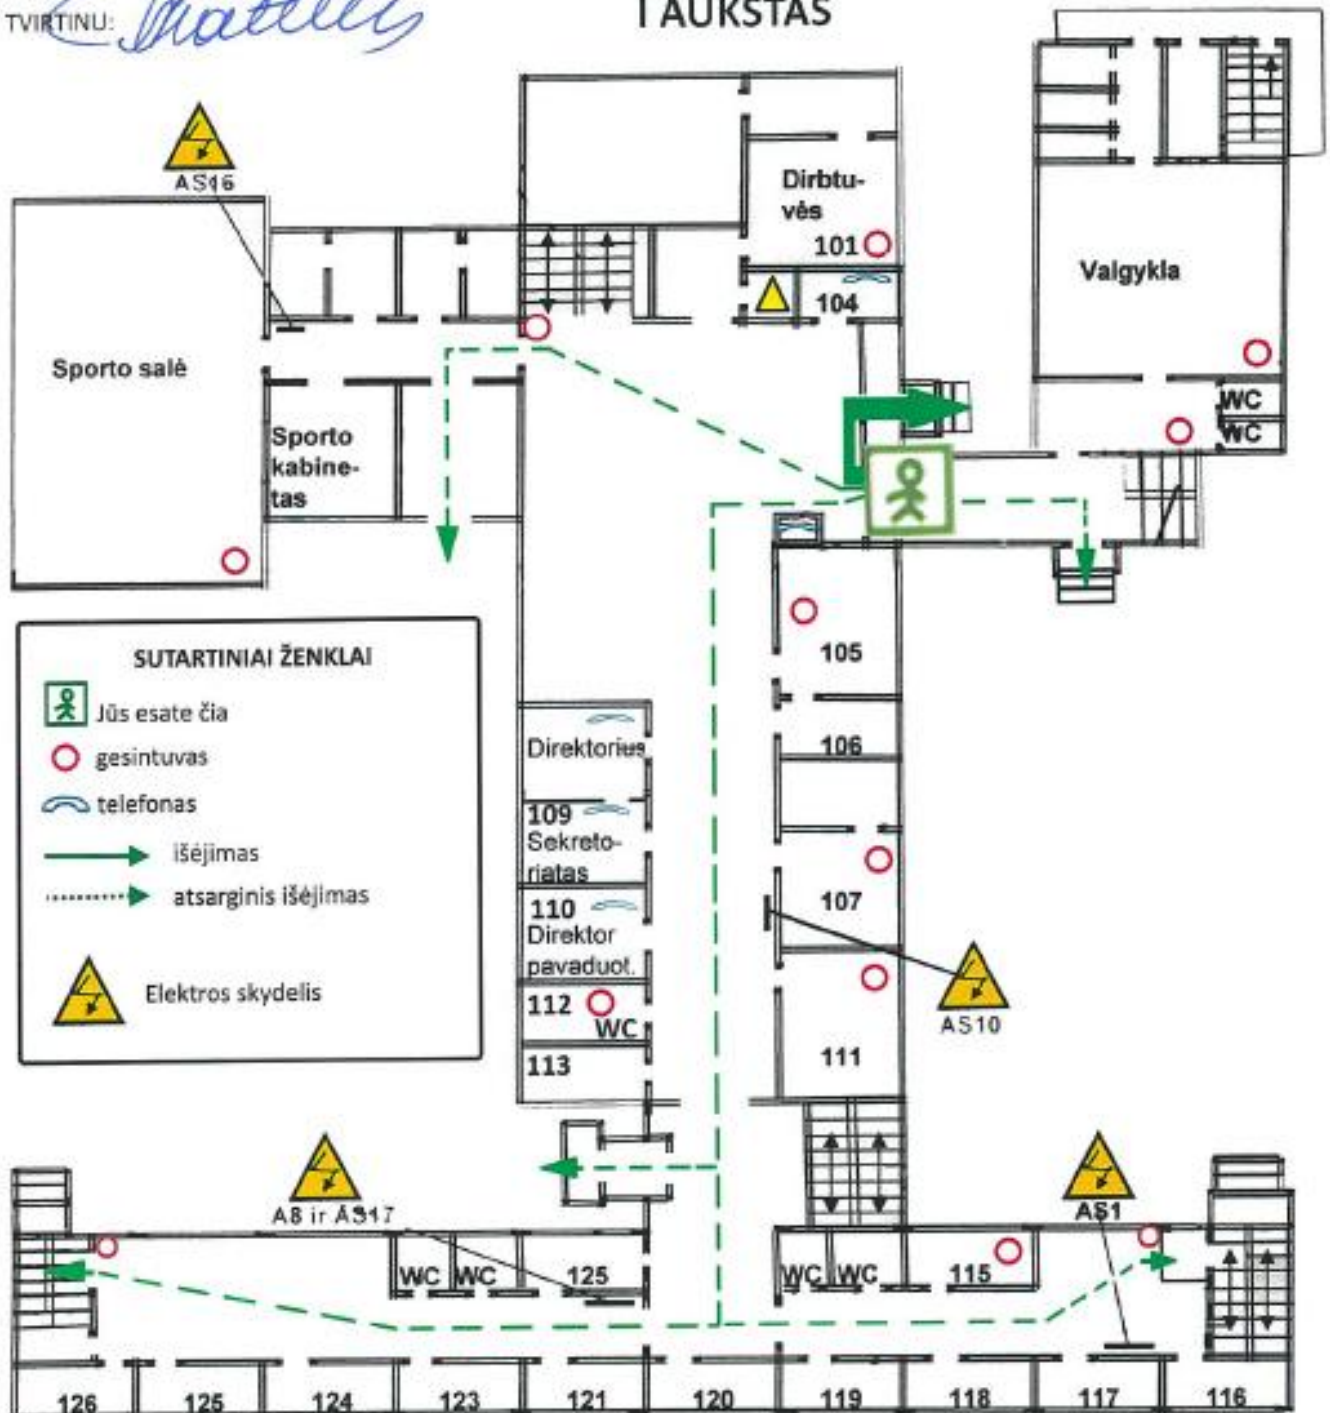 TVIRTINU:
I AUKŠTAS
AS16
Dirbtu-
vės
101
104
Valgykla
Sporto salė
WC
WC
Sporto
kabine-
tas
SUTARTINIAI ŽENKLAI
Jūs esate čia
gesintuvas
telefonas
išėjimas
atsarginis išėjimas
Elektros skydelis
105
106
Direktorius
109
Sekreto-
riatas
107
110
Direktor
pavaduot.
112
WC
AS10
111
113
A8 ir AS17
AS1
WC WC 125
WC WC 115
126 125 124 123 121 120 119 118 117 116